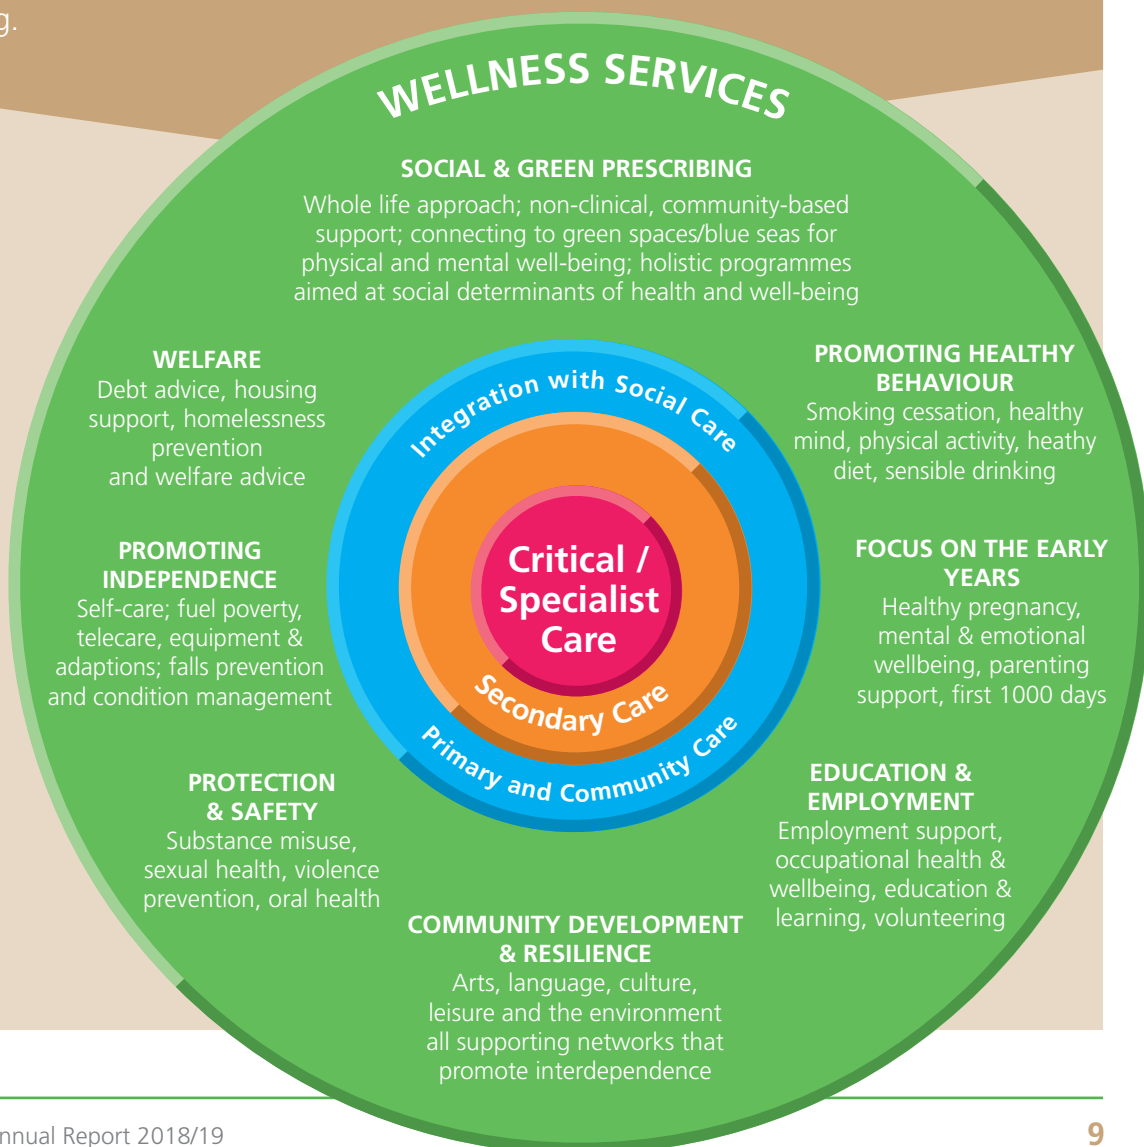 g.
WELLNESS SERVICES
SOCIAL & GREEN PRESCRIBING
Whole life approach; non-clinical, community-based
support; connecting to green spaces/blue seas for
physical and mental well-being; holistic programmes
aimed at social determinants of health and well-being
WELFARE
Debt advice, housing
support, homelessness
prevention
and welfare advice
PROMOTING HEALTHY
BEHAVIOUR
Smoking cessation, healthy
mind, physical activity, heathy
diet, sensible drinking
Integration with Social Care
Critical /
Specialist
Care
Secondary Care
Primary and Community Care
PROMOTING
INDEPENDENCE
Self-care; fuel poverty,
telecare, equipment &
adaptions; falls prevention
and condition management
FOCUS ON THE EARLY
YEARS
Healthy pregnancy,
mental & emotional
wellbeing, parenting
support, first 1000 days
PROTECTION
& SAFETY
Substance misuse,
sexual health, violence
prevention, oral health
EDUCATION &
EMPLOYMENT
Employment support,
occupational health &
wellbeing, education &
learning, volunteering
COMMUNITY DEVELOPMENT
& RESILIENCE
Arts, language, culture,
leisure and the environment
all supporting networks that
promote interdependence
nnual Report 2018/19
9